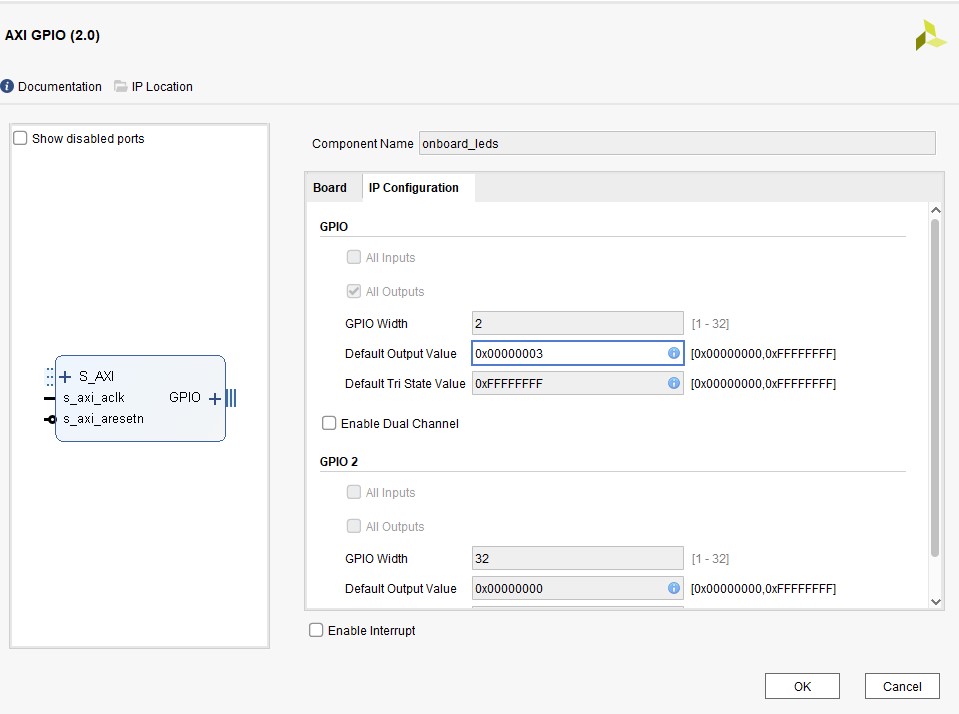 AXI GPIO (2.0)
Documentation IP Location
Show disabled ports
S_AXI
s_axi_aclk GPIO
s_axi_aresetn
Component Name onboard_leds
Board IP Configuration
GPIO
All Inputs
All Outputs
GPIO Width 2 [1 - 32]
Default Output Value 0x00000003 [0x00000000,0xFFFFFFFF]
Default Tri State Value 0xFFFFFFFF [0x00000000,0xFFFFFFFF]
Enable Dual Channel
GPIO 2
All Inputs
All Outputs
GPIO Width 32 [1 - 32]
Default Output Value 0x00000000 [0x00000000,0xFFFFFFFF]
Enable Interrupt
OK Cancel